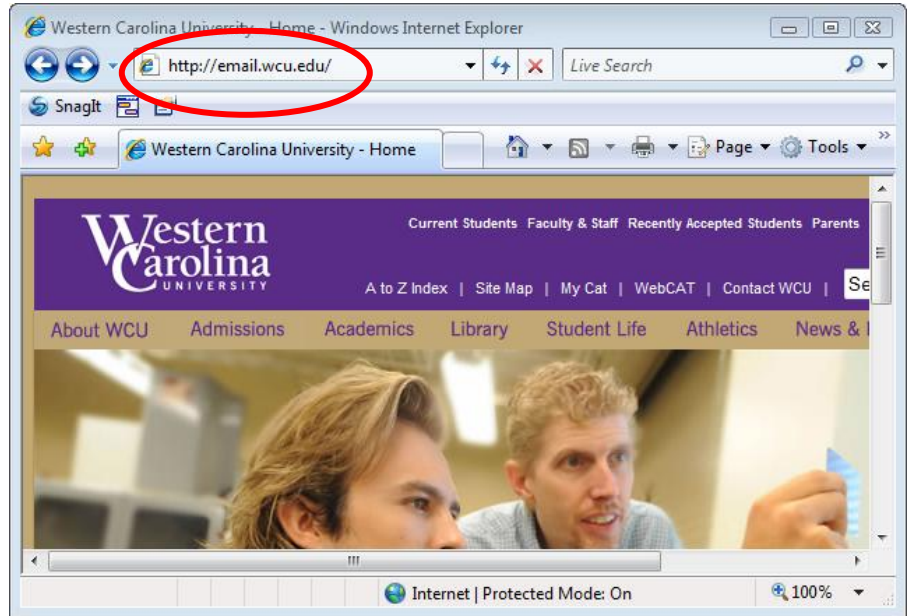 Western Carolina University - Home - Windows Internet Explorer
http://email.wcu.edu/ Live Search
SnagIt
Western Carolina University - Home Page Tools
Western Carolina UNIVERSITY
Current Students Faculty & Staff Recently Accepted Students Parents
A to Z Index | Site Map | My Cat | WebCAT | Contact WCU | Se
About WCU Admissions Academics Library Student Life Athletics News &
Internet | Protected Mode: On 100%